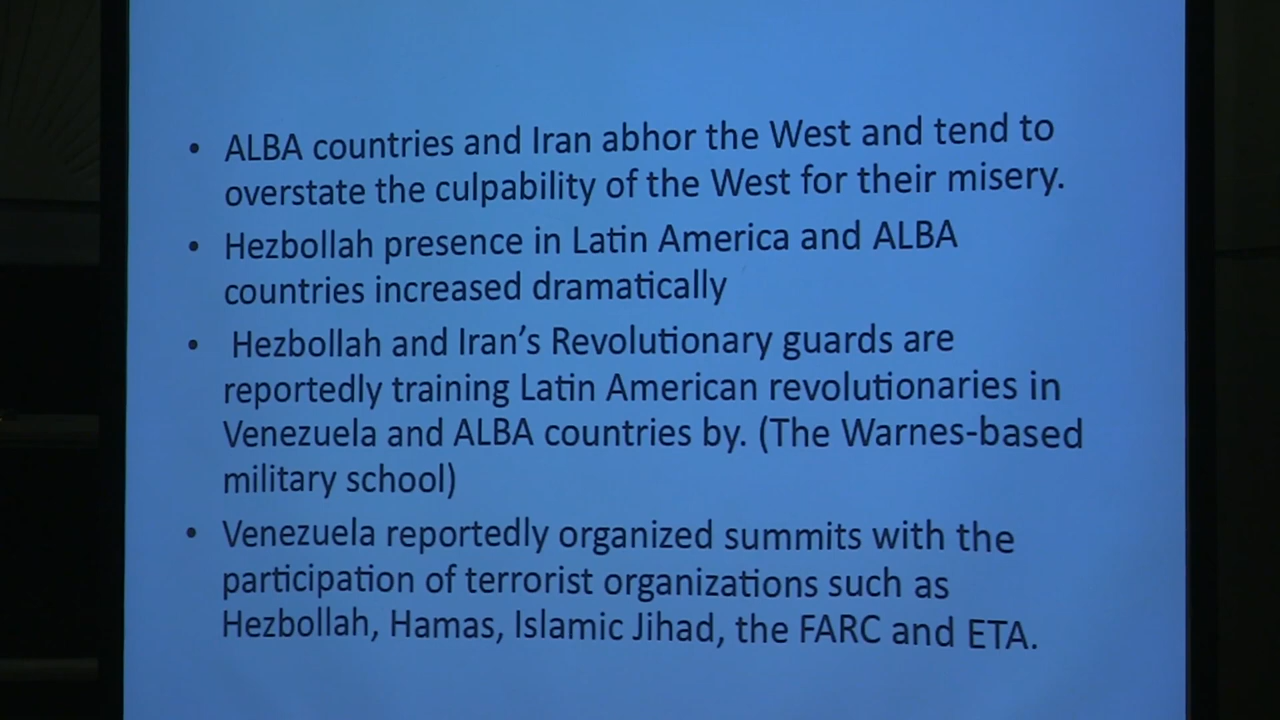 • ALBA countries and Iran abhor the West and tend to
overstate the culpability of the West for their misery.
• Hezbollah presence in Latin America and ALBA
countries increased dramatically
• Hezbollah and Iran's Revolutionary guards are
reportedly training Latin American revolutionaries in
Venezuela and ALBA countries by. (The Warnes-based
military school)
• Venezuela reportedly organized summits with the
participation of terrorist organizations such as
Hezbollah, Hamas, Islamic Jihad, the FARC and ETA.